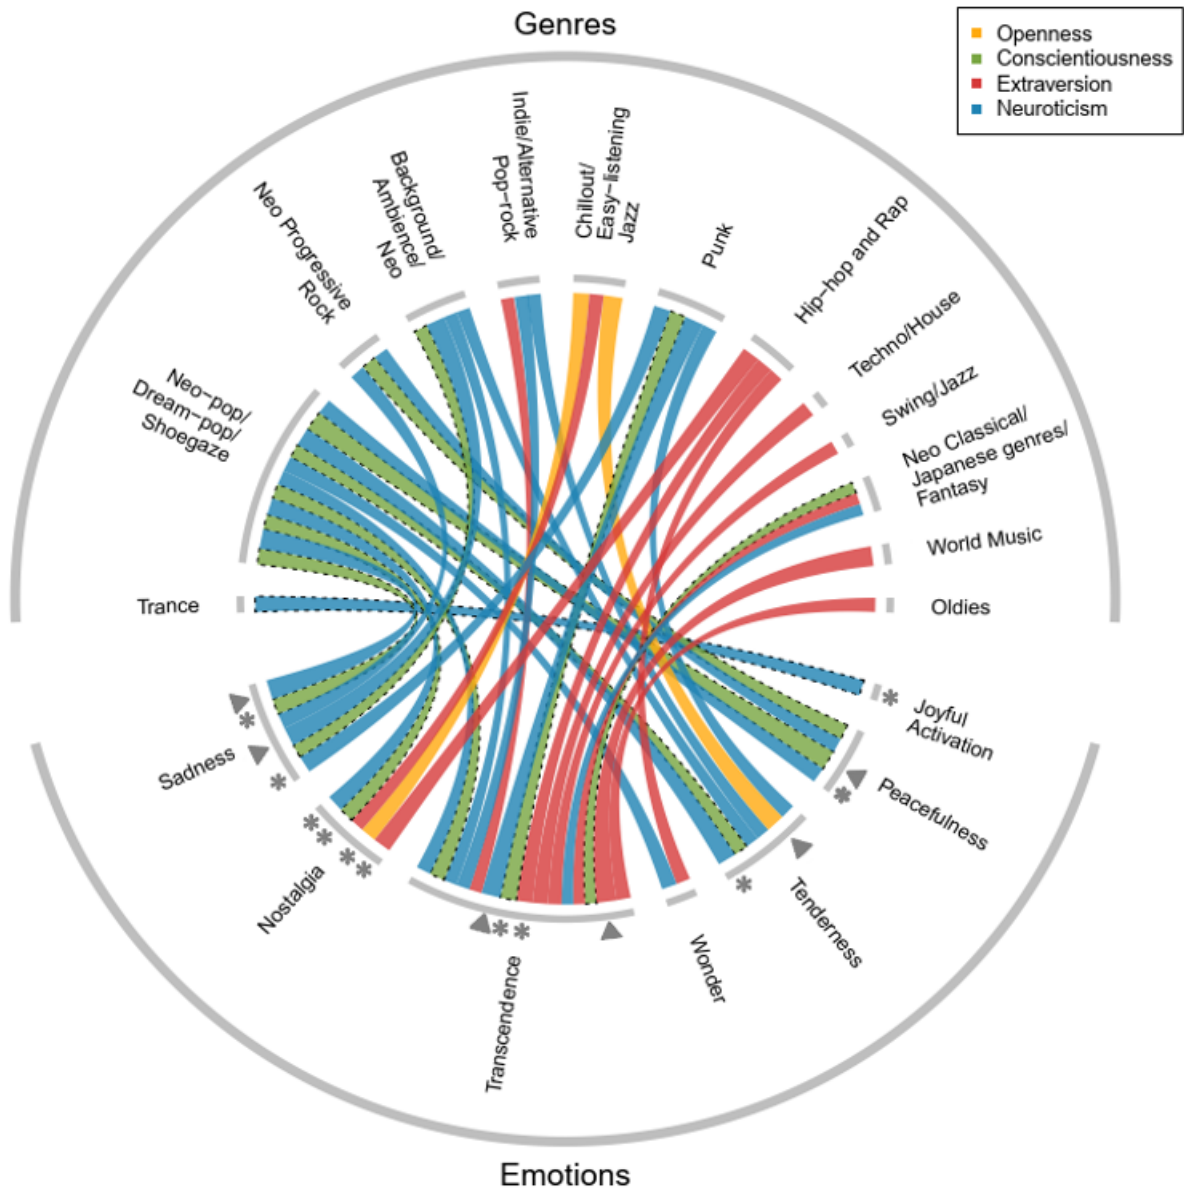 Genres
Openness
Conscientiousness
Extraversion
Neuroticism
Indie/Alternative
Pop-rock
Chillout/
Easy-listening
Jazz
Background/
Ambience/
Neo
Punk
Neo Progressive
Rock
Hip-hop and Rap
Techno/House
Neo-pop/
Dream-pop/
Shoegaze
Swing/Jazz
Neo Classical/
Japanese genres/
Fantasy
World Music
Trance
Oldies
Joyful
Activation
Sadness
Peacefulness
Nostalgia
Tenderness
Wonder
Transcendence
Emotions